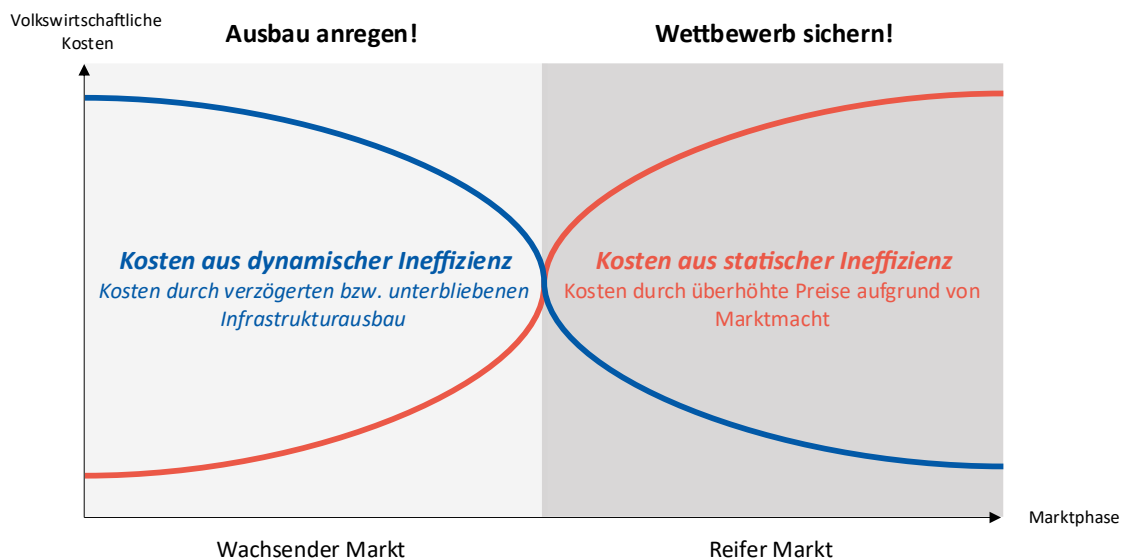 Volkswirtschaftliche
Kosten
Ausbau anregen!
Wettbewerb sichern!
Kosten aus dynamischer Ineffizienz
Kosten durch verzögerten bzw. unterbliebenen
Infrastrukturausbau
Kosten aus statischer Ineffizienz
Kosten durch überhöhte Preise aufgrund von
Marktmacht
Marktphase
Wachsender Markt
Reifer Markt